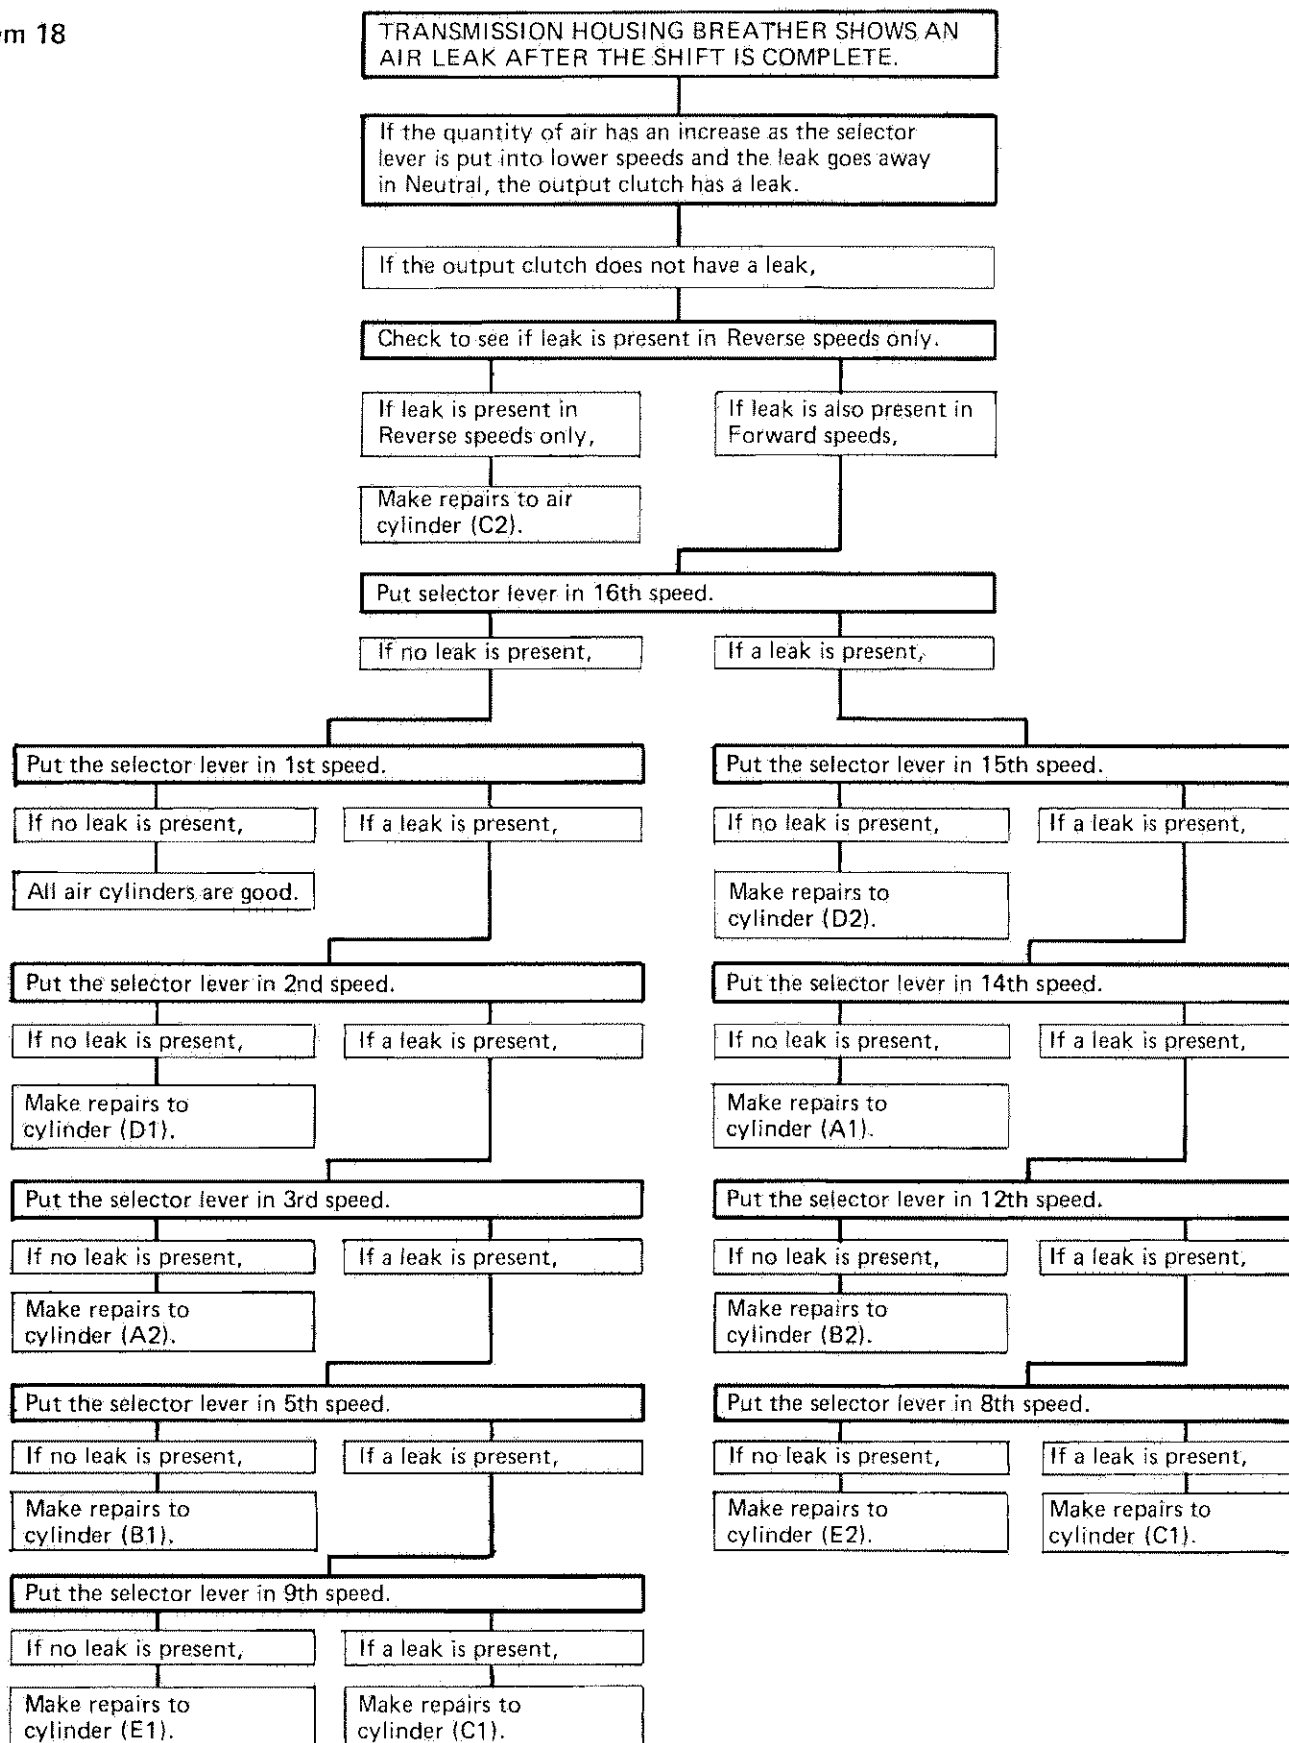 m 18
TRANSMISSION HOUSING BREATHER SHOWS AN
AIR LEAK AFTER THE SHIFT IS COMPLETE.
If the quantity of air has an increase as the selector
lever is put into lower speeds and the leak goes away
in Neutral, the output clutch has a leak.
If the output clutch does not have a leak,
Check to see if leak is present in Reverse speeds only.
If leak is present in
Reverse speeds only,
If leak is also present in
Forward speeds,
Make repairs to air
cylinder (C2).
Put selector lever in 16th speed.
If no leak is present,
If a leak is present,
Put the selector lever in 1st speed.
If no leak is present,
If a leak is present,
All air cylinders are good.
Put the selector lever in 2nd speed.
If no leak is present,
If a leak is present,
Make repairs to
cylinder (D1).
Put the selector lever in 3rd speed.
If no leak is present,
If a leak is present,
Make repairs to
cylinder (A2).
Put the selector lever in 5th speed.
If no leak is present,
If a leak is present,
Make repairs to
cylinder (B1).
Put the selector lever in 9th speed.
If no leak is present,
If a leak is present,
Make repairs to
cylinder (E1).
Make repairs to
cylinder (C1).
Put the selector lever in 15th speed.
If no leak is present,
If a leak is present,
Make repairs to
cylinder (D2).
Put the selector lever in 14th speed.
If no leak is present,
If a leak is present,
Make repairs to
cylinder (A1).
Put the selector lever in 12th speed.
If no leak is present,
If a leak is present,
Make repairs to
cylinder (B2).
Put the selector lever in 8th speed.
If no leak is present,
If a leak is present,
Make repairs to
cylinder (E2).
Make repairs to
cylinder (C1).